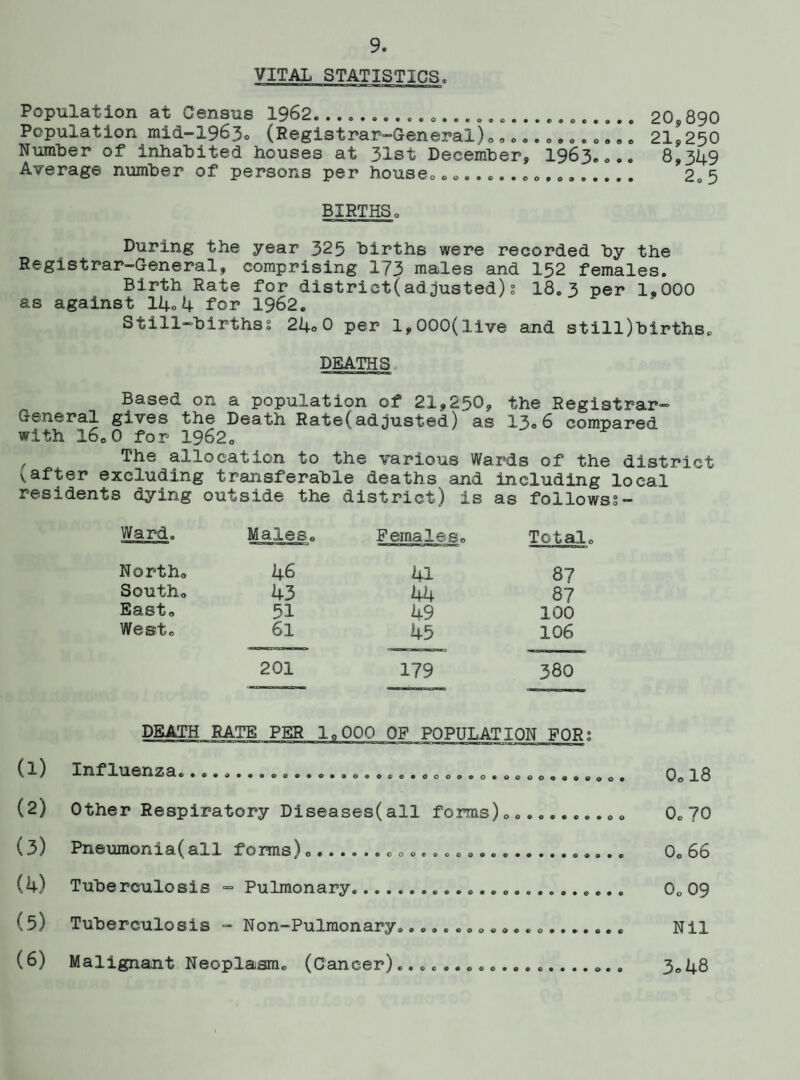 9.
VITAL STATISTICS.
Population at Census 1962.............................. 20,890
Population mid-1963. (Registrar-General).............. 21,250
Number of inhabited houses at 31st December, 1963.... 8,349
Average number of persons per house.................... 2.5
BIRTHS.
During the year 325 births were recorded by the
Registrar-General, comprising 173 males and 152 females.
Birth Rate for district(adjusted): 18.3 per 1,000
as against 14.4 for 1962.
Still-births: 24.0 per 1,000(live and still)births.
DEATHS
Based on a population of 21,250, the Registrar-
General gives the Death Rate(adjusted) as 13.6 compared
with 16.0 for 1962.
The allocation to the various Wards of the district
(after excluding transferable deaths and including local
residents dying outside the district) is as follows:-
Ward. Males. Females. Total.
North. 46 41 87
South. 43 44 87
East. 51 49 100
West. 61 45 106
201 179 380
DEATH RATE PER 1,000 OF POPULATION FOR:
(1) Influenza.......................................... 0.18
(2) Other Respiratory Diseases(all forms)............ 0.70
(3) Pneumonia(all forms).............................. 0.66
(4) Tuberculosis - Pulmonary.......................... 0.09
(5) Tuberculosis - Non-Pulmonary...................... Nil
(6) Malignant Neoplasm. (Cancer)...................... 3.48